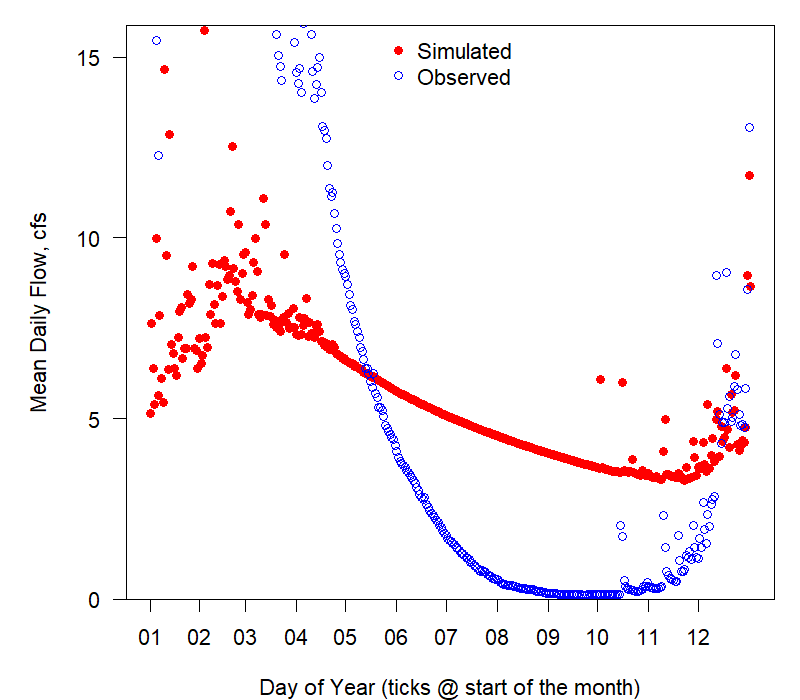 Simulated
Observed
Mean Daily Flow, cfs
15
10
5
0
01 02 03 04 05 06 07 08 09 10 11 12
Day of Year (ticks @ start of the month)